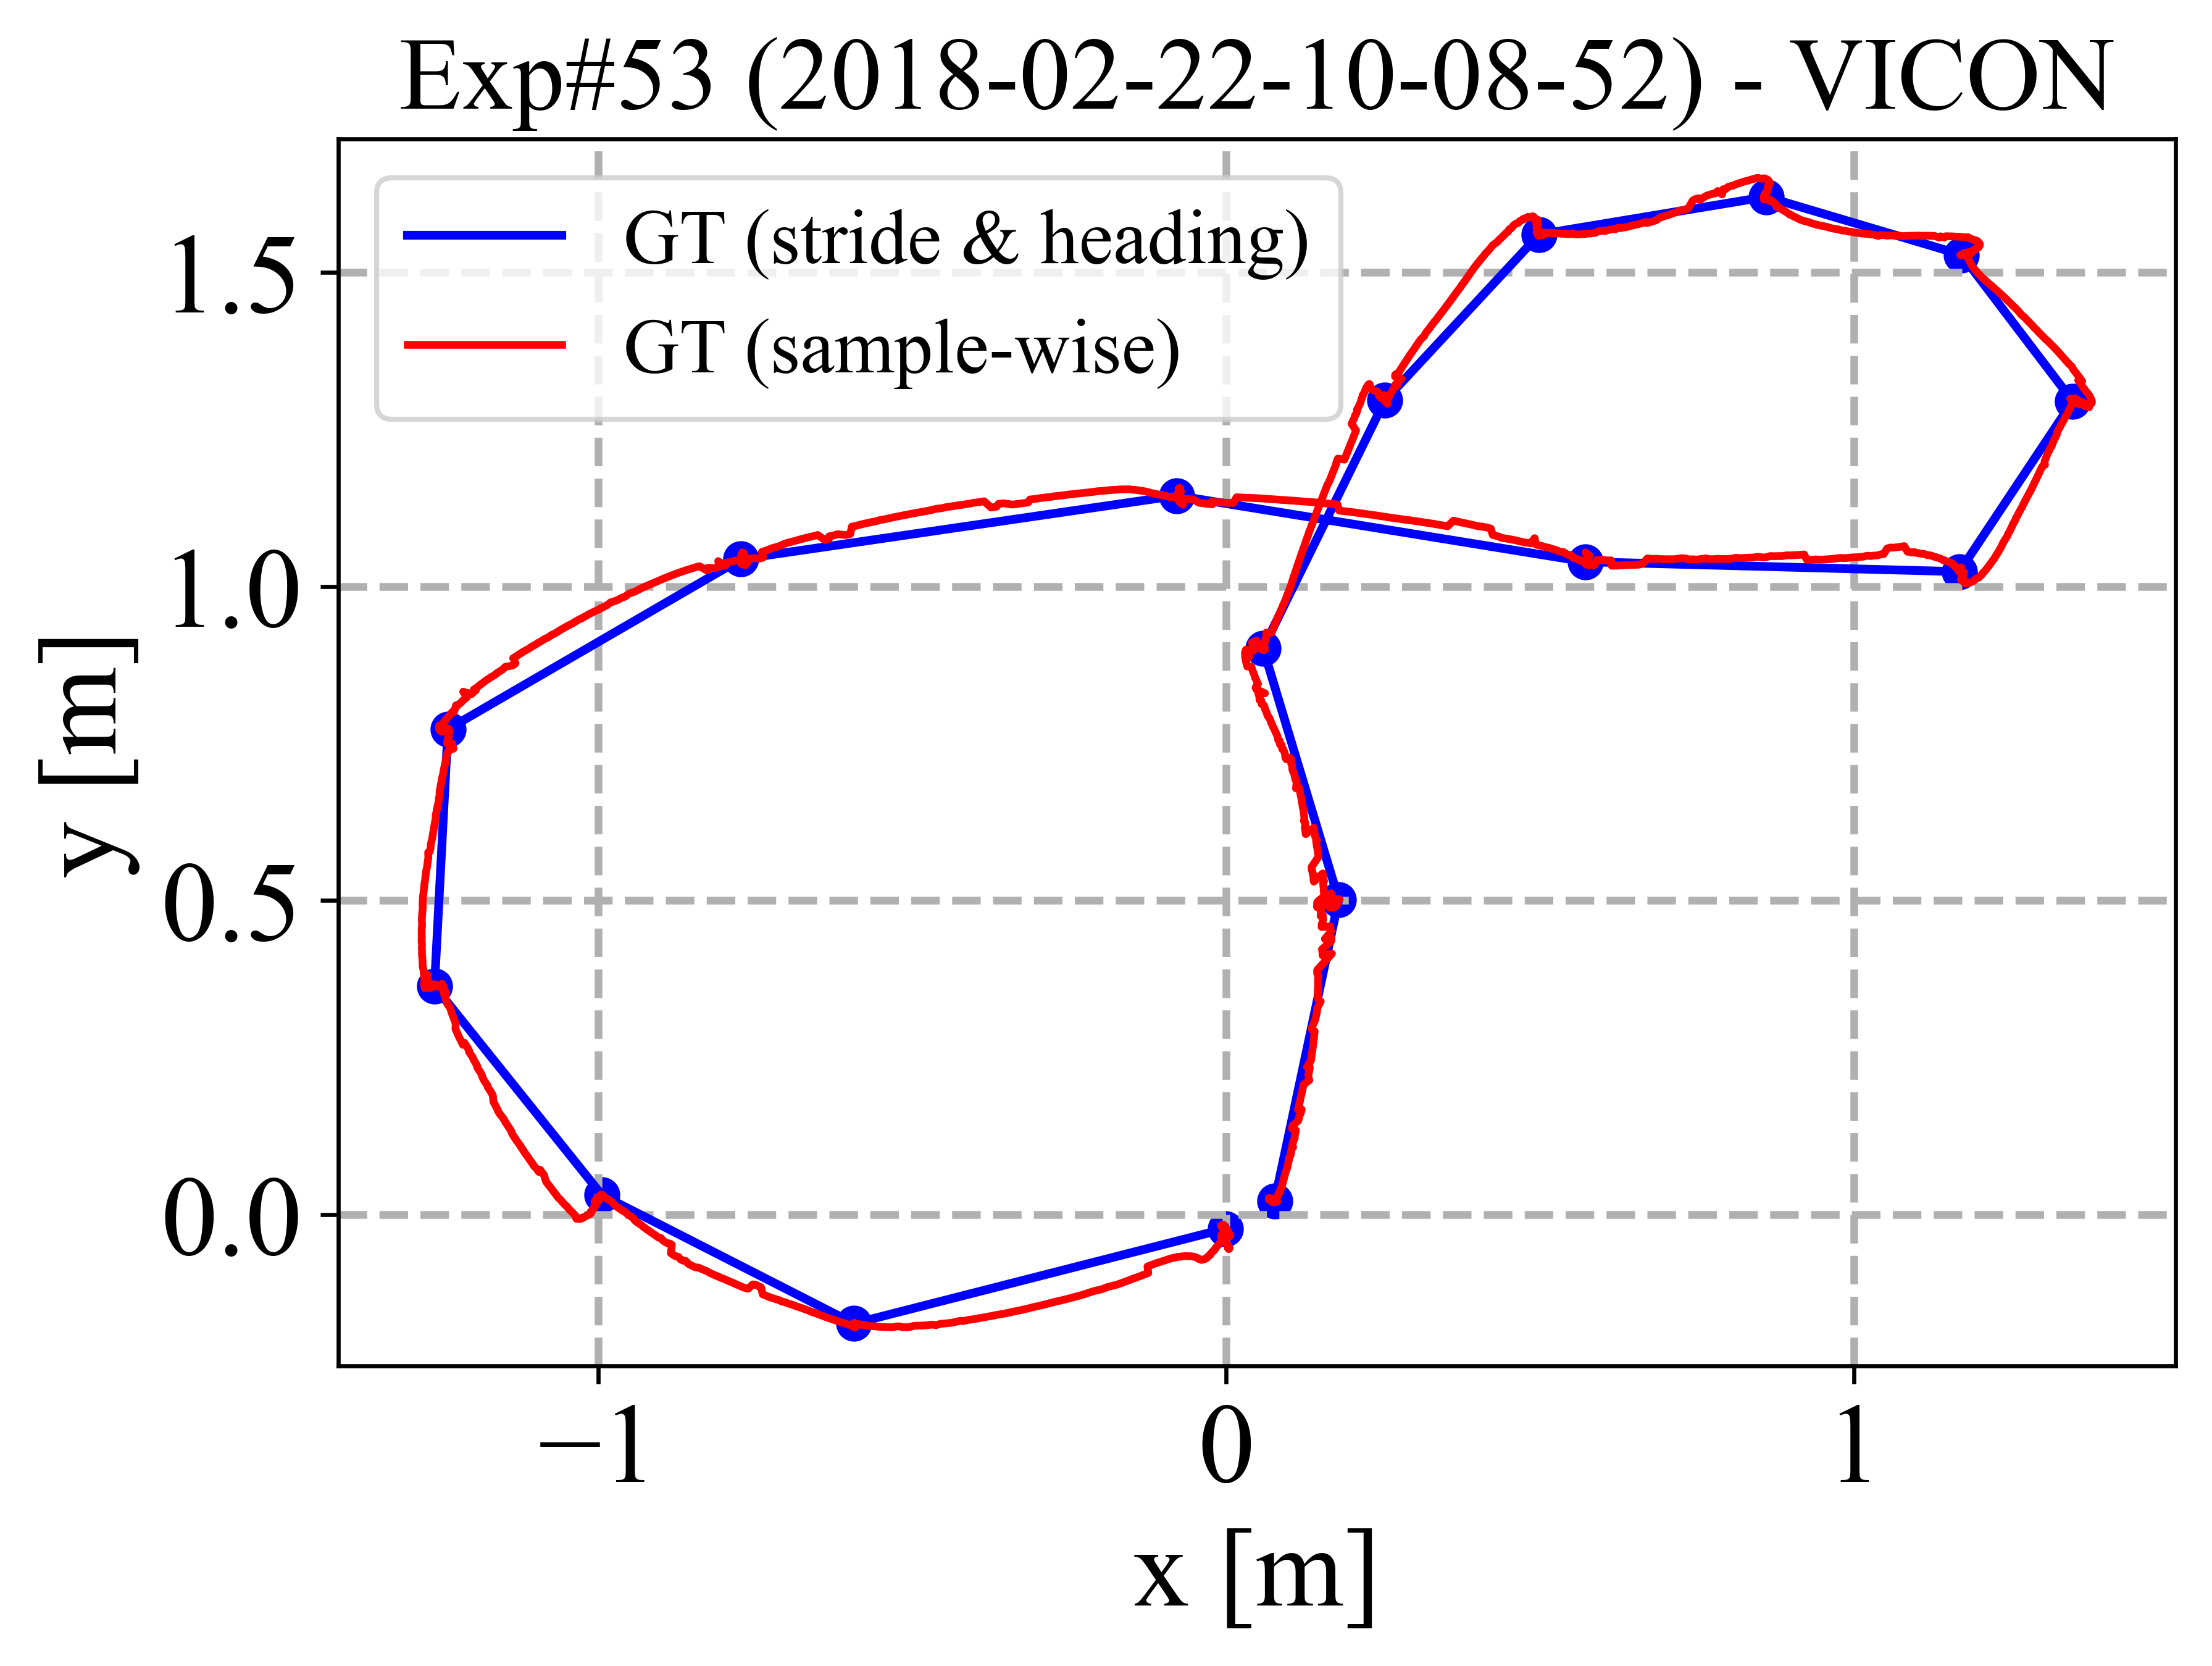 Exp#53 (2018-02-22-10-08-52) - VICON
GT (stride & heading)
GT (sample-wise)
1.5
1.0
0.5
0.0
y [m]
−1
0
1
x [m]